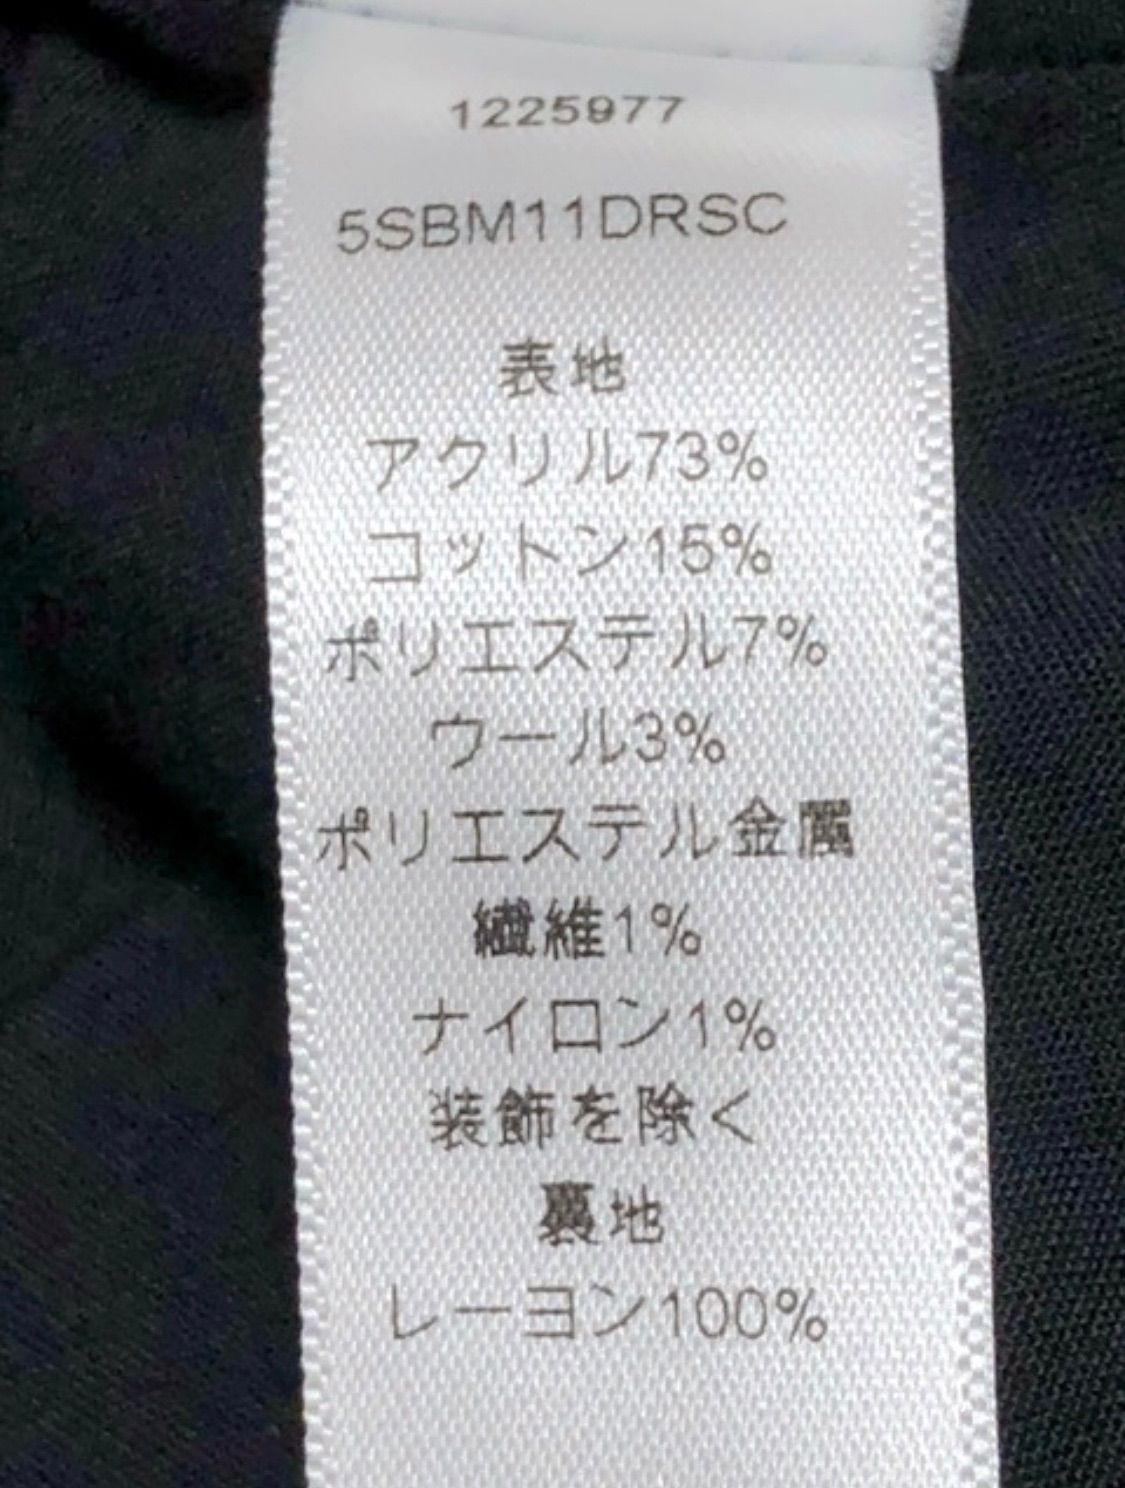 1225977
5SBM11DRSC
表地
アクリル73%
コットン15%
ポリエステル7%
ウール3%
ポリエステル金属
繊維1%
ナイロン1%
装飾を除く
裏地
レーヨン100%